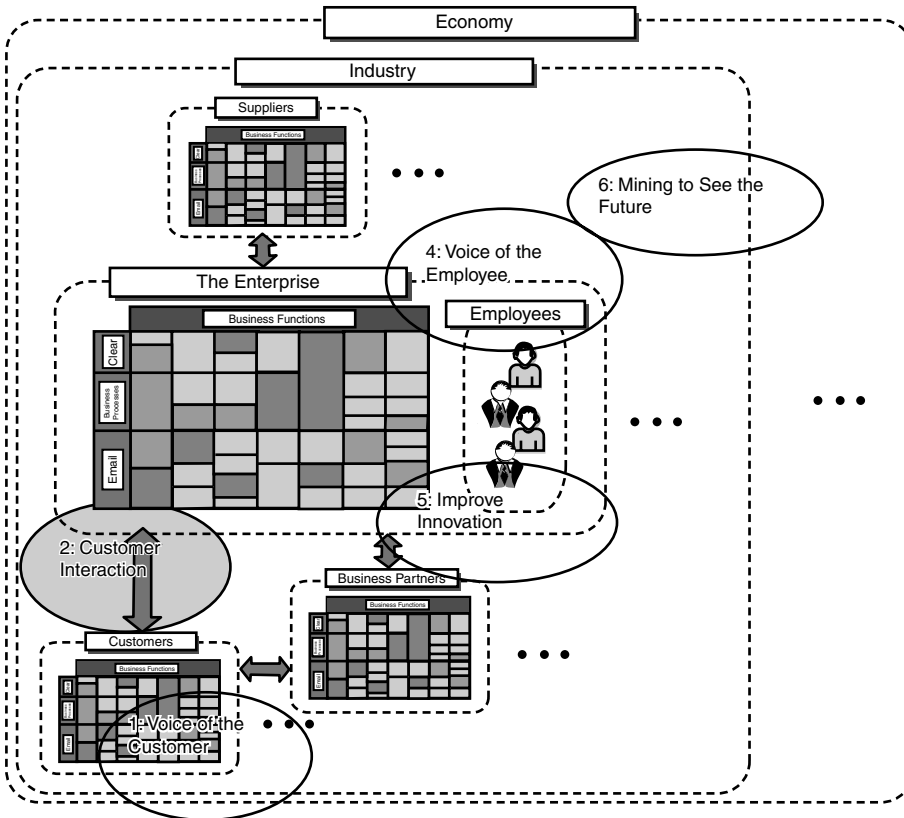 Economy
Industry
Suppliers
Business Functions
Email
6: Mining to See the
Future
4: Voice of the
Employee
The Enterprise
Business Functions
Employees
Clear
Business
Processes
Email
5: Improve
Innovation
2: Customer
Interaction
Business Partners
Business Functions
Email
Customers
Business Functions
Email
1: Voice of the
Customer